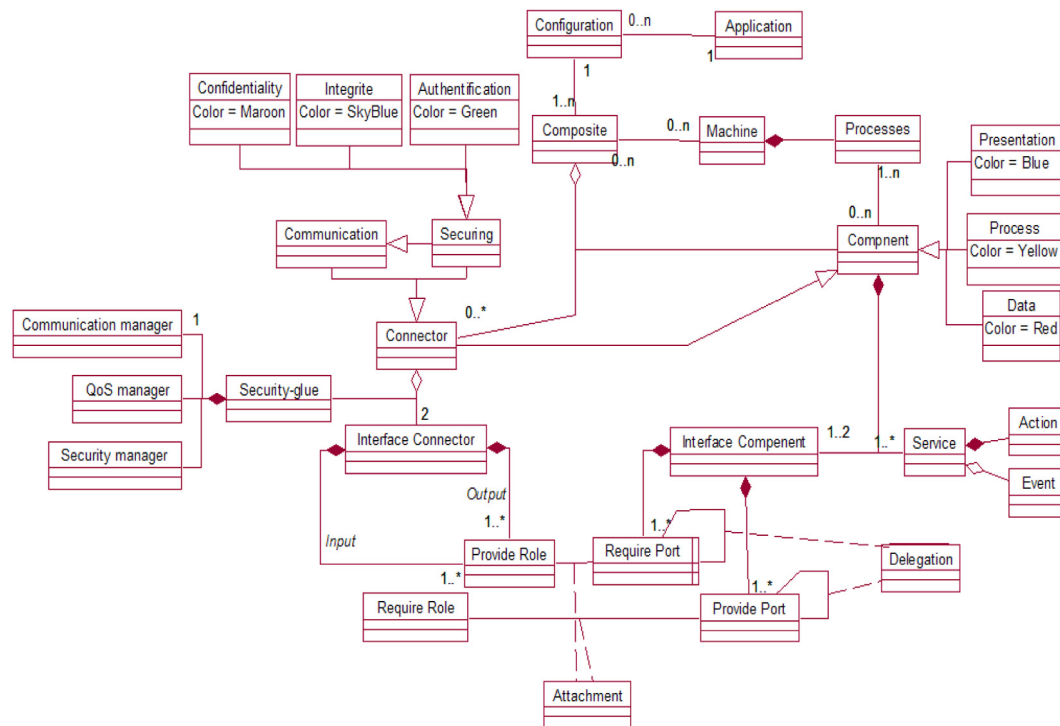 Configuration
0..n
Application
1
1
Confidentiality
Color = Maroon
Integrite
Color = SkyBlue
Authentification
Color = Green
1..n
Composite
0..n
0..n
Machine
Processes
1..n
0..n
Presentation
Color = Blue
Process
Color = Yellow
Data
Color = Red
Communication
Securing
Compnent
0..*
Connector
Communication manager
1
QoS manager
Security-glue
Security manager
2
Interface Connector
Interface Compenent
1..2
1..*
Service
Action
Event
Output
1..*
Input
1..*
Provide Role
1..*
Require Port
Delegation
Require Role
1..*
Provide Port
Attachment